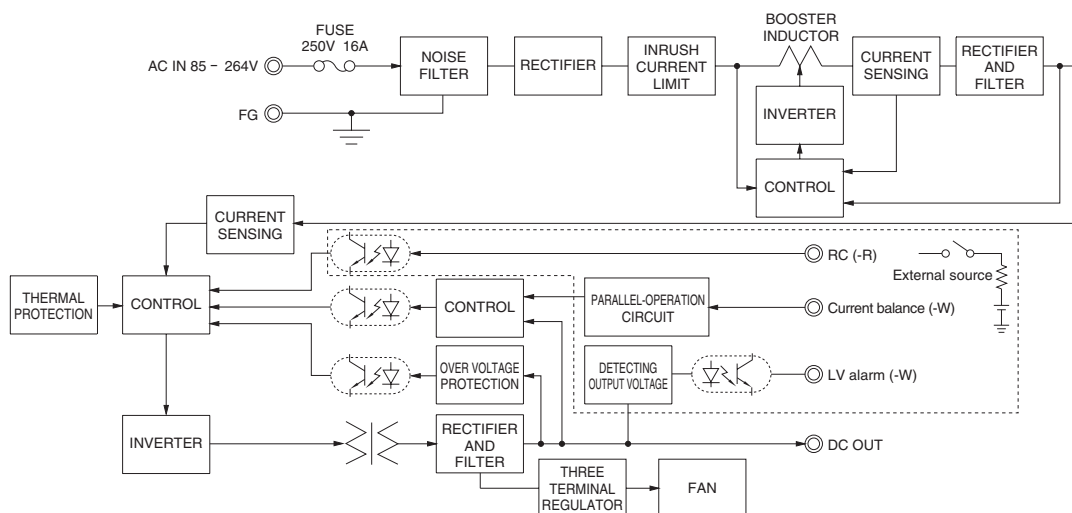 FUSE
250V 16A
AC IN 85 – 264V
NOISE
FILTER
RECTIFIER
INRUSH
CURRENT
LIMIT
BOOSTER
INDUCTOR
CURRENT
SENSING
RECTIFIER
AND
FILTER
FG
INVERTER
CONTROL
CURRENT
SENSING
RC (-R)
External source
THERMAL
PROTECTION
CONTROL
CONTROL
PARALLEL-OPERATION
CIRCUIT
Current balance (-W)
OVER VOLTAGE
PROTECTION
DETECTING
OUTPUT VOLTAGE
LV alarm (-W)
INVERTER
RECTIFIER
AND
FILTER
DC OUT
THREE
TERMINAL
REGULATOR
FAN